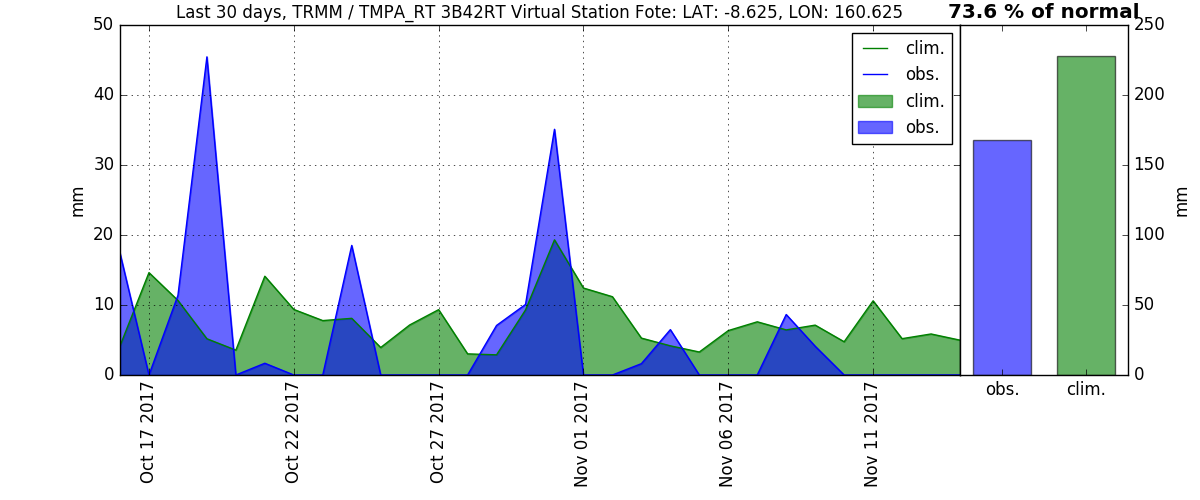 Last 30 days, TRMM / TMPA_RT 3B42RT Virtual Station Fote: LAT: -8.625, LON: 160.625
73.6 % of normal
50
40
30
20
10
0
mm
clim.
obs.
clim.
obs.
Oct 17 2017
Oct 22 2017
Oct 27 2017
Nov 01 2017
Nov 06 2017
Nov 11 2017
250
200
150
100
50
0
mm
obs.
clim.